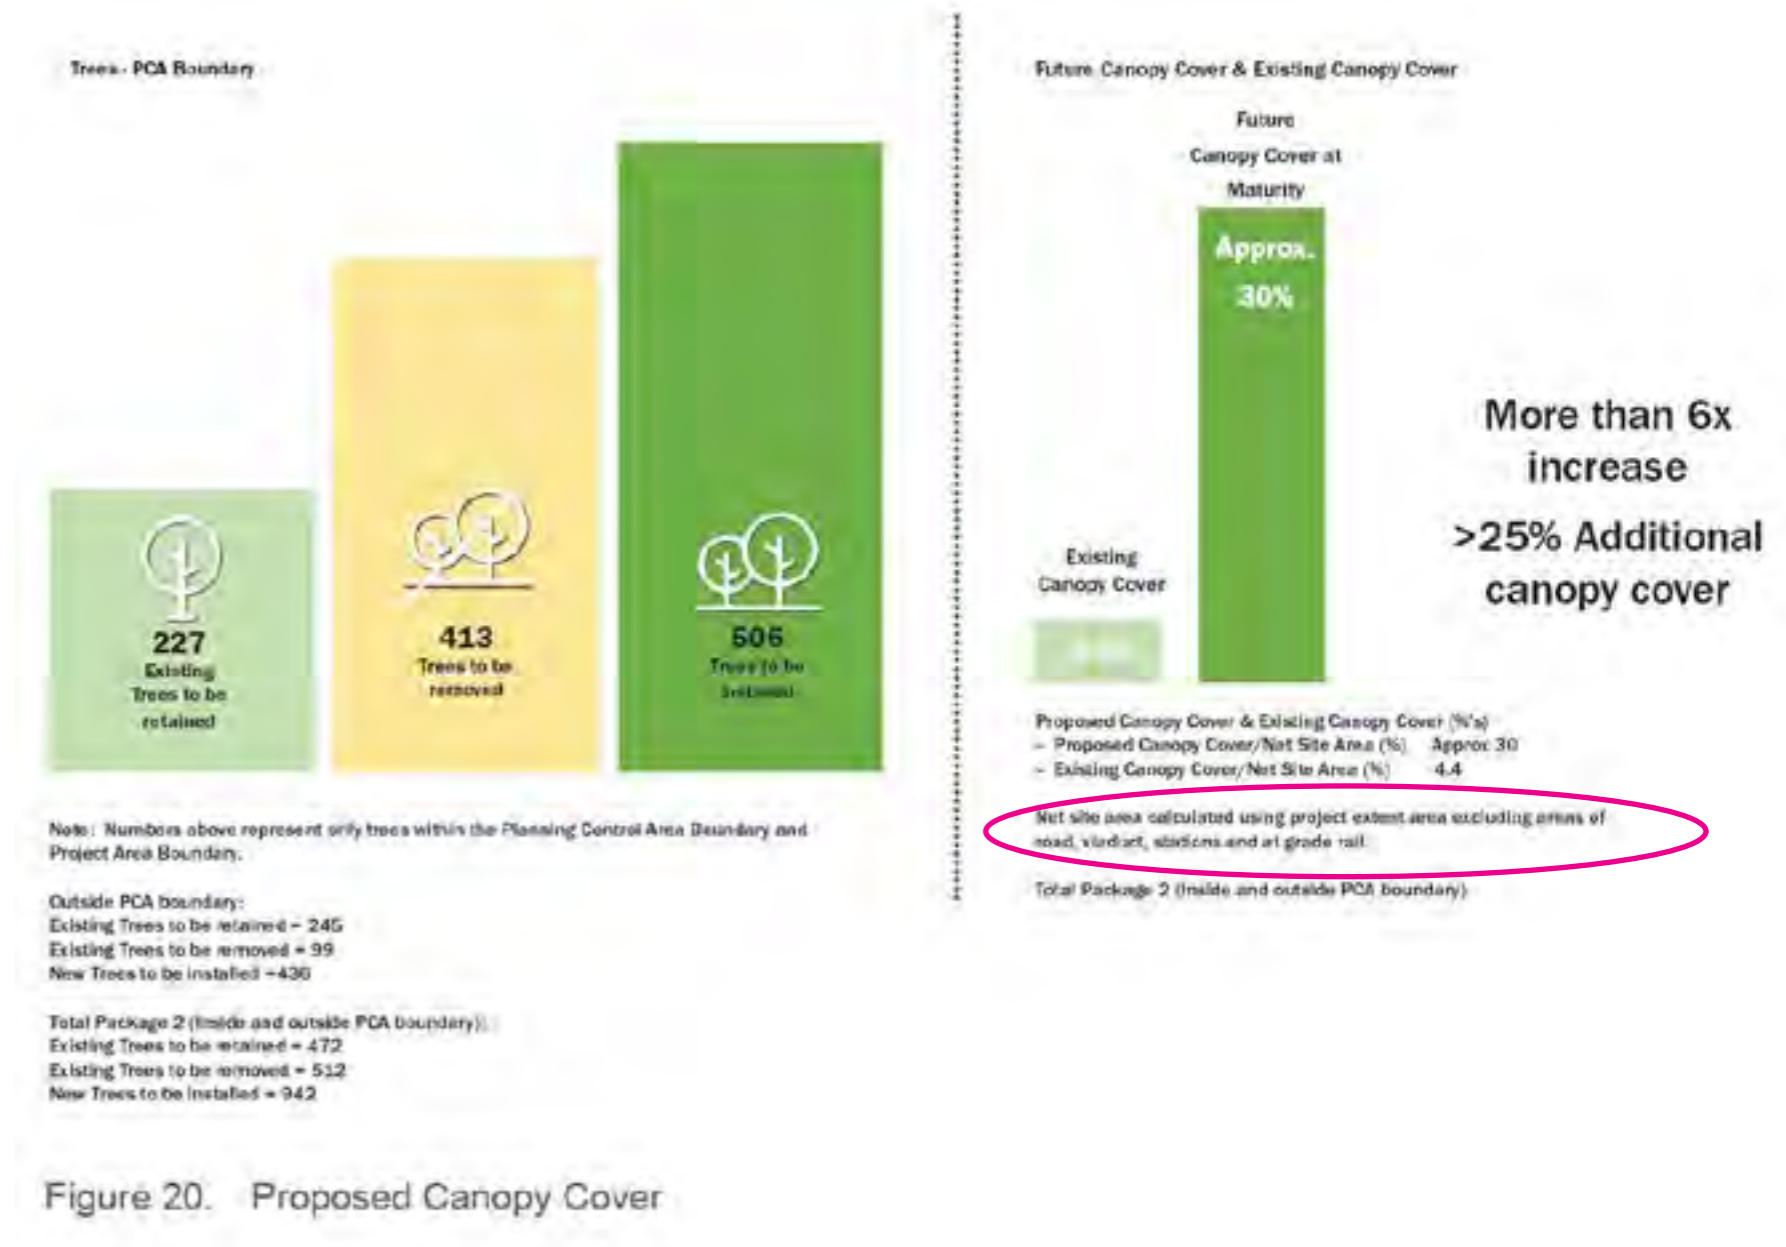 Trees - PCA Boundary
227
Existing
Trees to be
retained
413
Trees to be
removed
506
Trees to be
installed
Note: Numbers above represent only trees within the Planning Control Area Boundary and
Project Area Boundary.
Outside PCA boundary:
Existing Trees to be retained = 245
Existing Trees to be removed = 99
New Trees to be installed =436
Total Package 2 (Inside and outside PCA boundary):
Existing Trees to be retained = 472
Existing Trees to be removed = 512
New Trees to be installed = 942
Future Canopy Cover & Existing Canopy Cover
Future
Canopy Cover at
Maturity
Approx.
30%
Existing
Canopy Cover
More than 6x
increase
>25% Additional
canopy cover
Proposed Canopy Cover & Existing Canopy Cover (%'s)
– Proposed Canopy Cover/Net Site Area (%) Approx 30
– Existing Canopy Cover/Net Site Area (%) 4.4
Net site area calculated using project extent area excluding areas of
road, viaduct, stations and at grade rail.
Total Package 2 (Inside and outside PCA boundary)
Figure 20. Proposed Canopy Cover